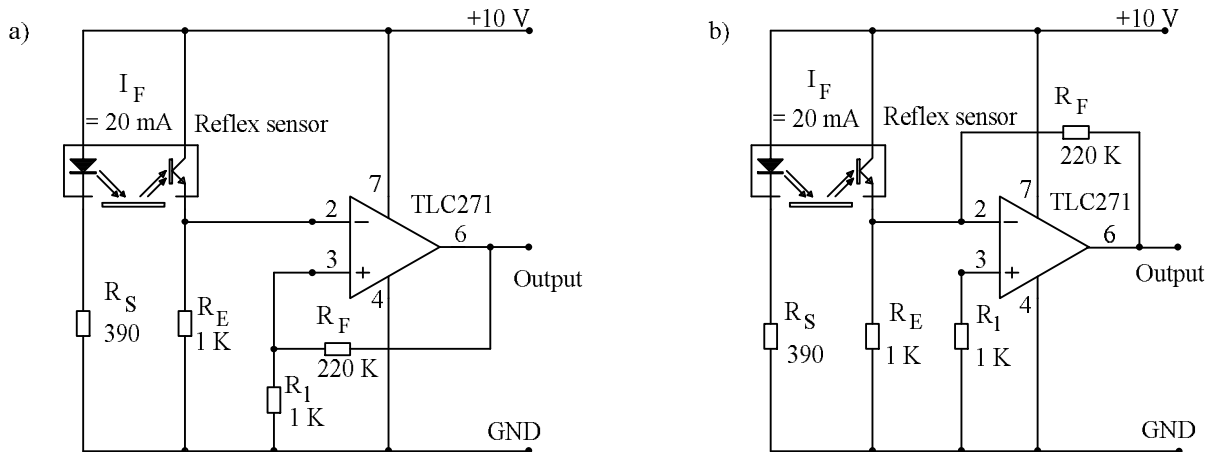 a)
+10 V
I F
= 20 mA
Reflex sensor
7
2
TLC271
−
6
3
+
Output
4
R S
390
R E
1 K
R F
220 K
R 1
1 K
GND
b)
+10 V
I F
= 20 mA
Reflex sensor
R F
220 K
7
2
TLC271
−
6
3
+
Output
4
R S
390
R E
1 K
R 1
1 K
GND